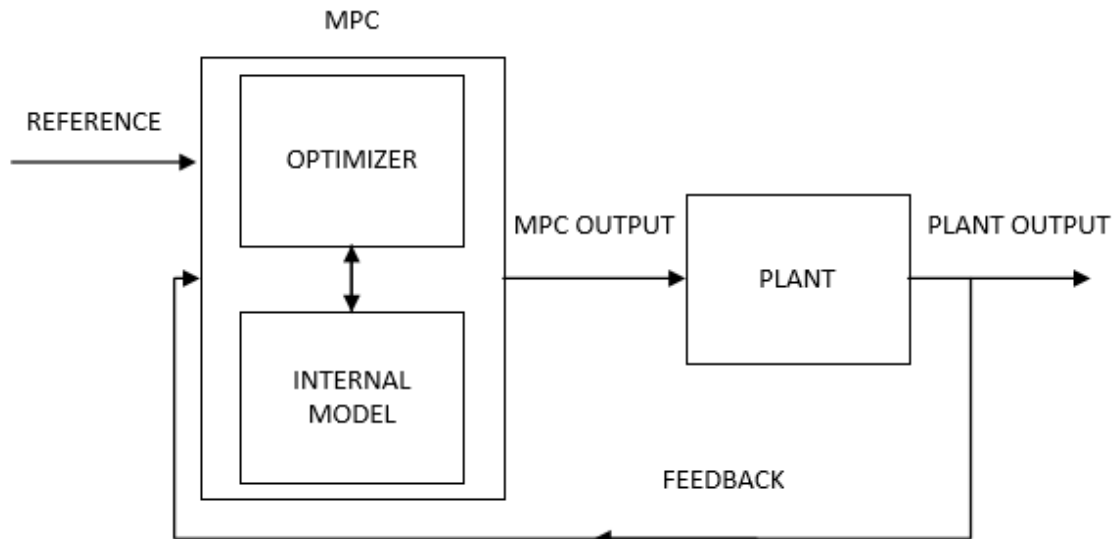 MPC
REFERENCE
OPTIMIZER
MPC OUTPUT
PLANT OUTPUT
PLANT
INTERNAL
MODEL
FEEDBACK